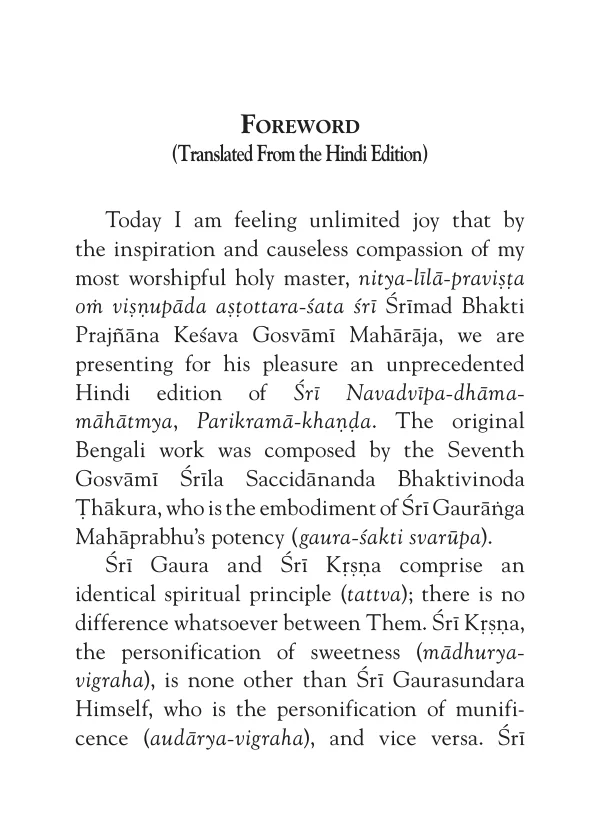 FOREWORD
(Translated From the Hindi Edition)
Today I am feeling unlimited joy that by
the inspiration and causeless compassion of my
most worshipful holy master, nitya-līlā-praviṣṭa
oṁ viṣṇupāda aṣṭottara-śata śrī Śrīmad Bhakti
Prajñāna Keśava Gosvāmī Mahārāja, we are
presenting for his pleasure an unprecedented
Hindi edition of Śrī Navadvīpa-dhāma-
māhātmya, Parikramā-khaṇḍa. The original
Bengali work was composed by the Seventh
Gosvāmī Śrīla Saccidānanda Bhaktivinoda
Ṭhākura, who is the embodiment of Śrī Gaurāṅga
Mahāprabhu’s potency (gaura-śakti svarūpa).
Śrī Gaura and Śrī Kṛṣṇa comprise an
identical spiritual principle (tattva); there is no
difference whatsoever between Them. Śrī Kṛṣṇa,
the personification of sweetness (mādhurya-
vigraha), is none other than Śrī Gaurasundara
Himself, who is the personification of munifi-
cence (audārya-vigraha), and vice versa. Śrī